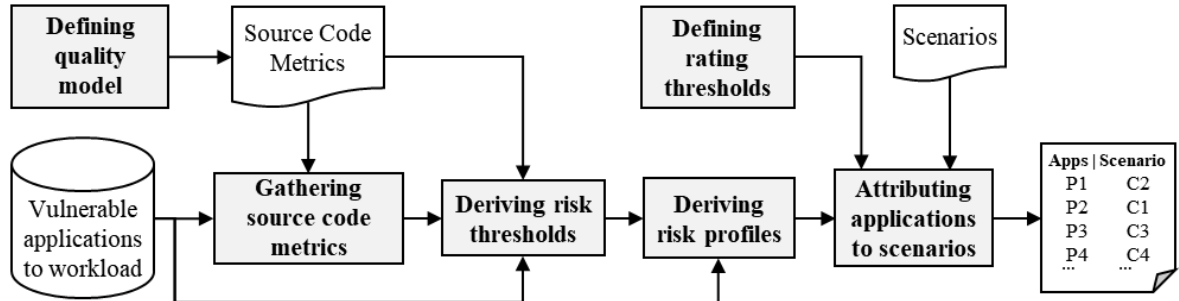 Defining
quality
model
Source Code
Metrics
Defining
rating
thresholds
Scenarios
Vulnerable
applications
to workload
Gathering
source code
metrics
Deriving risk
thresholds
Deriving
risk profiles
Attributing
applications
to scenarios
Apps | Scenario
P1 C2
P2 C1
P3 C3
P4 C4
... ...